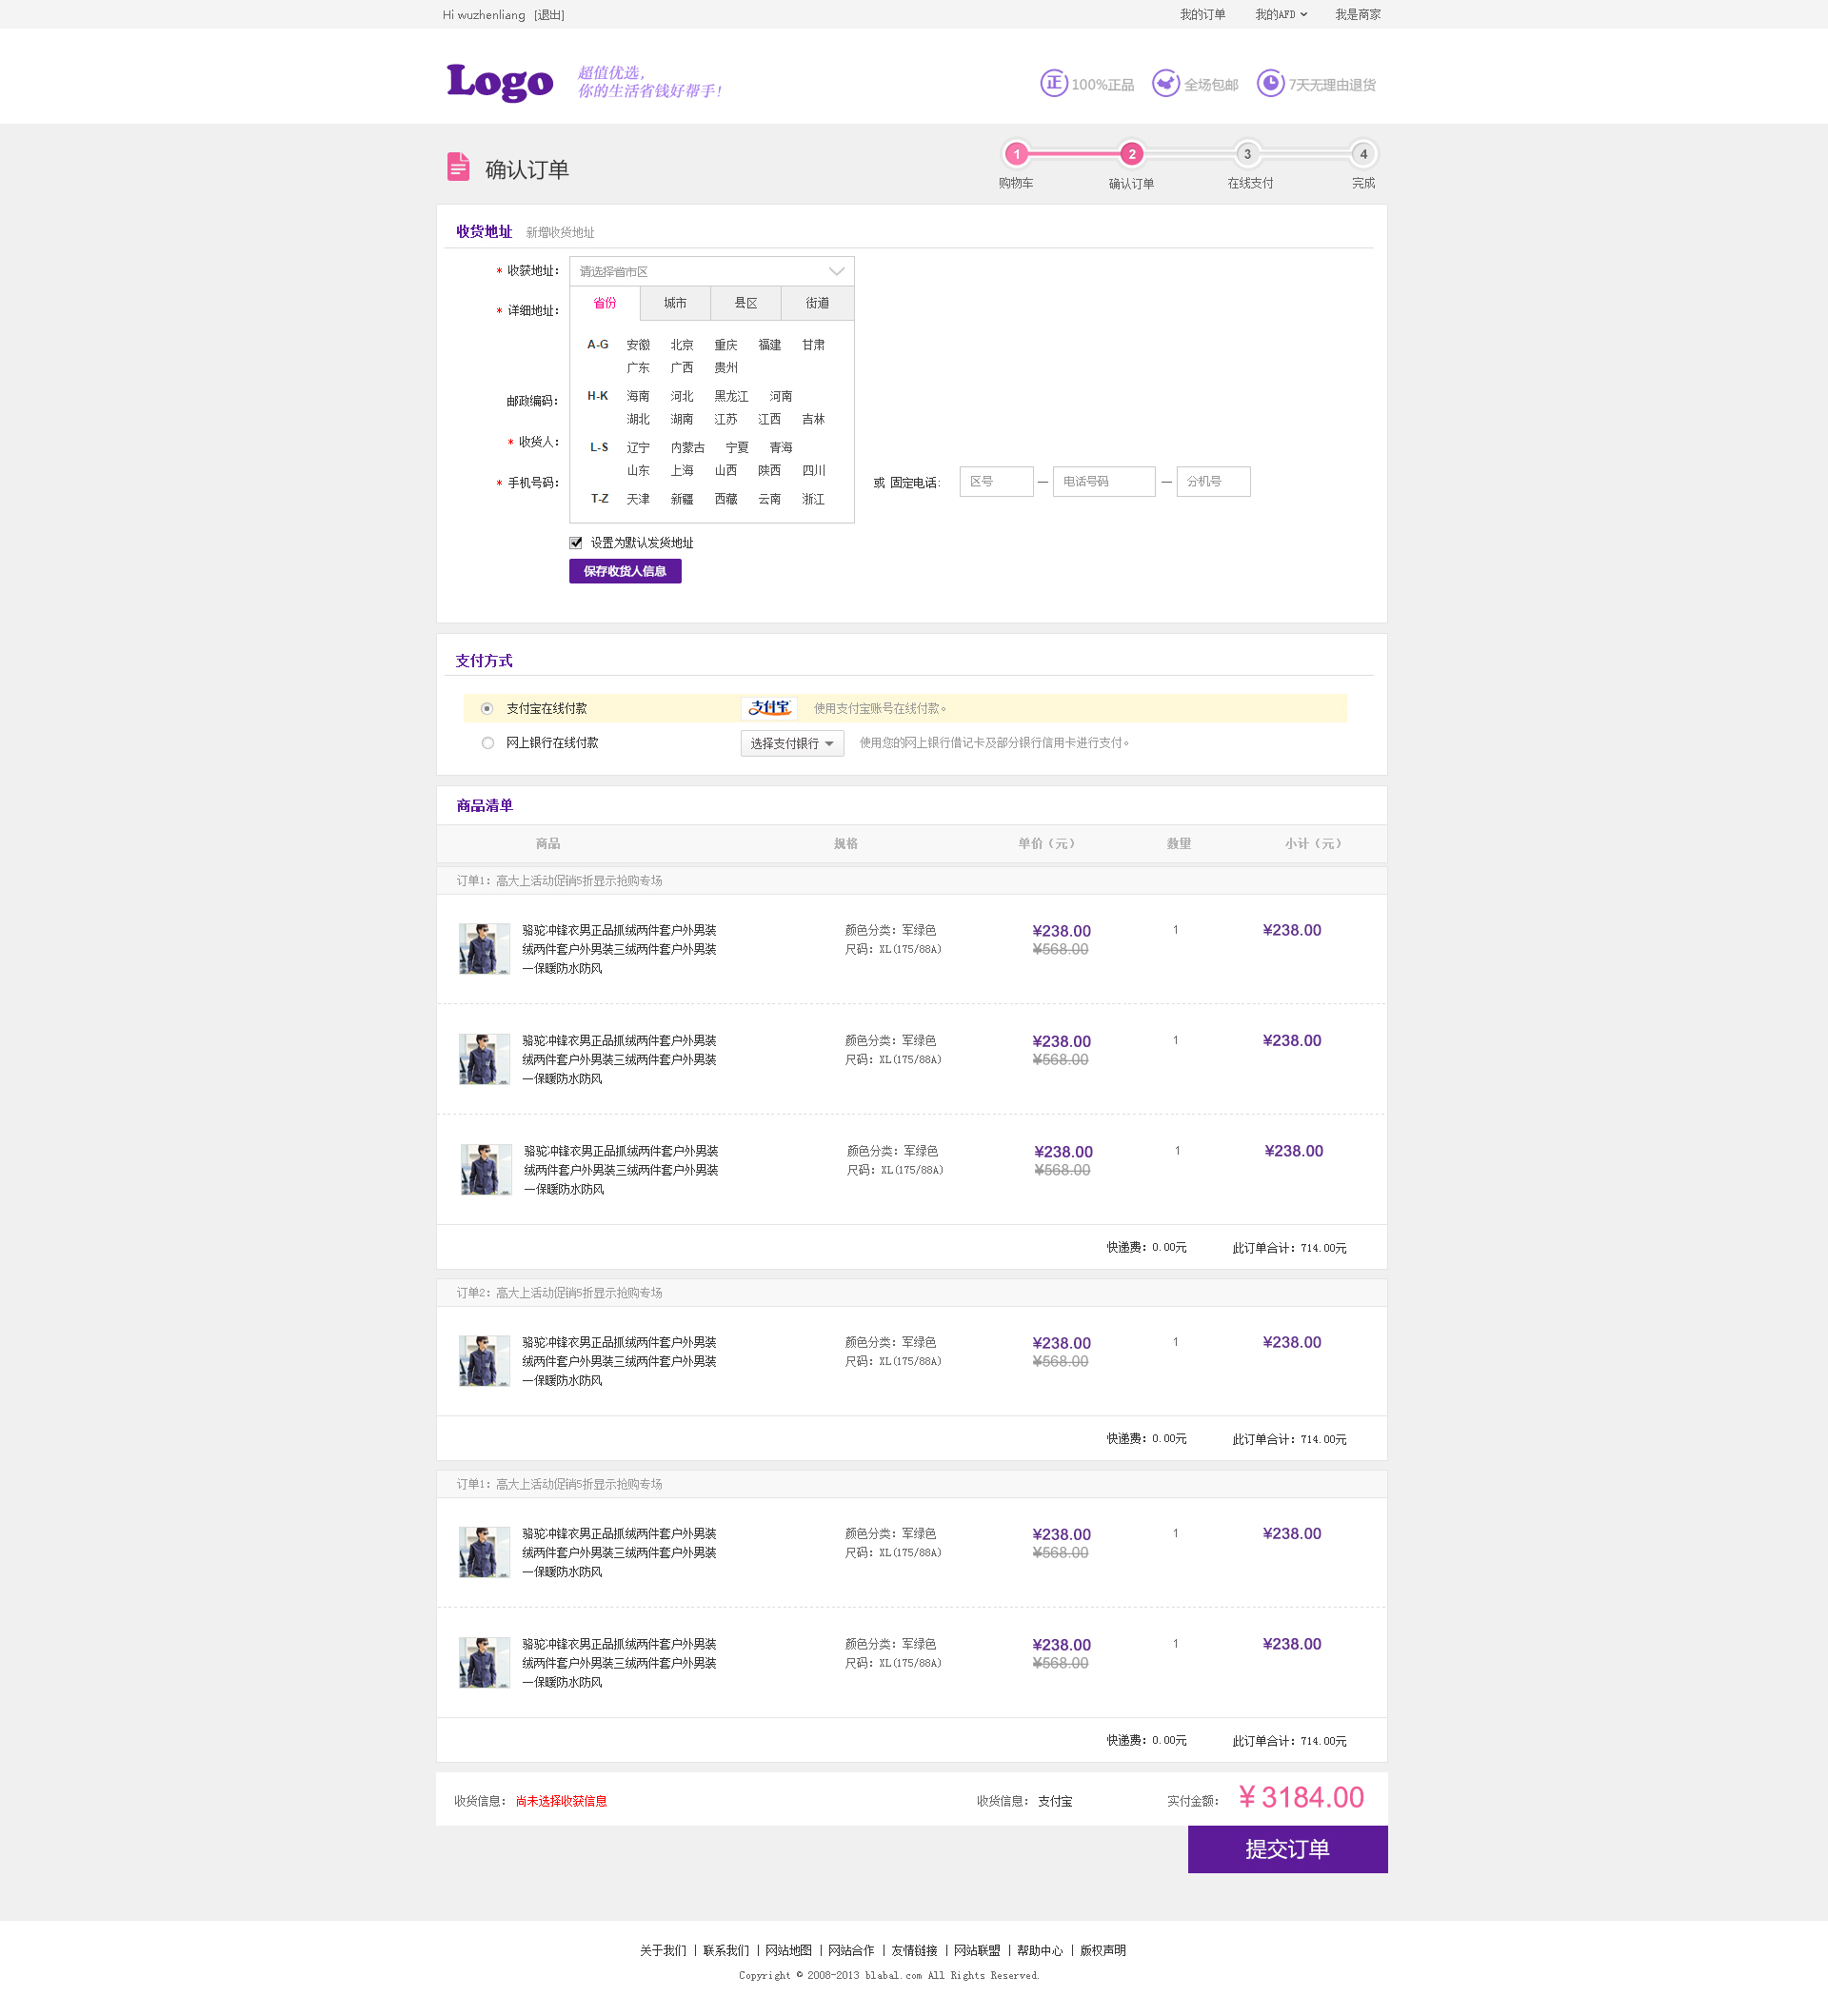 Hi wuzhenliang [退出] 我的订单 我的AFD 我是商家
Logo
超值优选，
你的生活省钱好帮手！
正 100%正品 全场包邮 7天无理由退货
确认订单
1 2 3 4
购物车 确认订单 在线支付 完成
收货地址 新增收货地址
* 收获地址： 请选择省市区
省份 城市 县区 街道
* 详细地址：
A-G 安徽 北京 重庆 福建 甘肃
广东 广西 贵州
H-K 海南 河北 黑龙江 河南
邮政编码：
湖北 湖南 江苏 江西 吉林
* 收货人：
L-S 辽宁 内蒙古 宁夏 青海
山东 上海 山西 陕西 四川
* 手机号码： 或 固定电话： 区号 — 电话号码 — 分机号
T-Z 天津 新疆 西藏 云南 浙江
设置为默认发货地址
保存收货人信息
支付方式
支付宝在线付款 支付宝 使用支付宝账号在线付款。
网上银行在线付款 选择支付银行 使用您的网上银行借记卡及部分银行信用卡进行支付。
商品清单
商品 规格 单价（元） 数量 小计（元）
订单1：高大上活动促销5折显示抢购专场
骆驼冲锋衣男正品抓绒两件套户外男装 颜色分类：军绿色 ¥238.00 1 ¥238.00
绒两件套户外男装三绒两件套户外男装 尺码：XL(175/88A) ¥568.00
一保暖防水防风
骆驼冲锋衣男正品抓绒两件套户外男装 颜色分类：军绿色 ¥238.00 1 ¥238.00
绒两件套户外男装三绒两件套户外男装 尺码：XL(175/88A) ¥568.00
一保暖防水防风
骆驼冲锋衣男正品抓绒两件套户外男装 颜色分类：军绿色 ¥238.00 1 ¥238.00
绒两件套户外男装三绒两件套户外男装 尺码：XL(175/88A) ¥568.00
一保暖防水防风
快递费：0.00元 此订单合计：714.00元
订单2：高大上活动促销5折显示抢购专场
骆驼冲锋衣男正品抓绒两件套户外男装 颜色分类：军绿色 ¥238.00 1 ¥238.00
绒两件套户外男装三绒两件套户外男装 尺码：XL(175/88A) ¥568.00
一保暖防水防风
快递费：0.00元 此订单合计：714.00元
订单1：高大上活动促销5折显示抢购专场
骆驼冲锋衣男正品抓绒两件套户外男装 颜色分类：军绿色 ¥238.00 1 ¥238.00
绒两件套户外男装三绒两件套户外男装 尺码：XL(175/88A) ¥568.00
一保暖防水防风
骆驼冲锋衣男正品抓绒两件套户外男装 颜色分类：军绿色 ¥238.00 1 ¥238.00
绒两件套户外男装三绒两件套户外男装 尺码：XL(175/88A) ¥568.00
一保暖防水防风
快递费：0.00元 此订单合计：714.00元
收货信息： 尚未选择收获信息 收货信息： 支付宝 实付金额： ¥ 3184.00
提交订单
关于我们 | 联系我们 | 网站地图 | 网站合作 | 友情链接 | 网站联盟 | 帮助中心 | 版权声明
Copyright © 2008-2013 blabal.com All Rights Reserved.